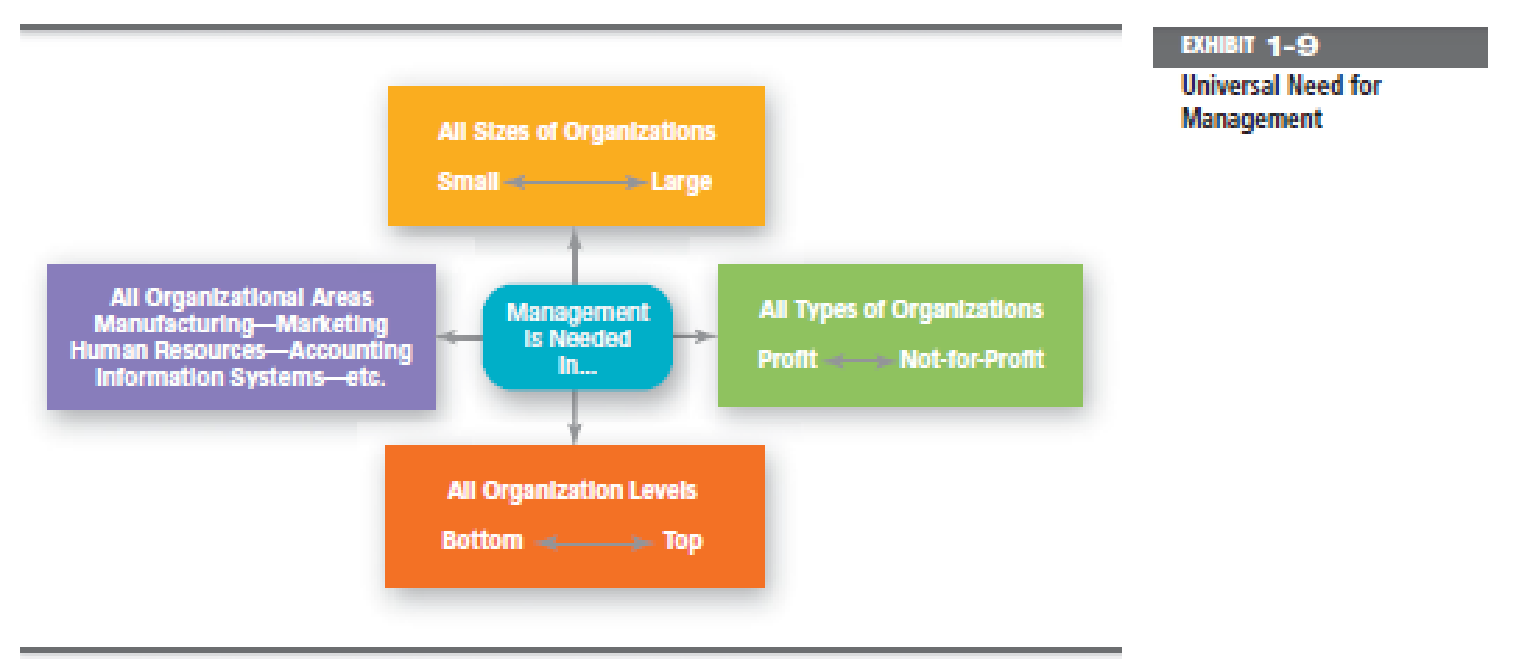 EXHIBIT 1-9
Universal Need for
Management
All Sizes of Organizations
Small Large
All Organizational Areas
Manufacturing—Marketing
Human Resources—Accounting
Information Systems—etc.
Management
Is Needed
In...
All Types of Organizations
Profit Not-for-Profit
All Organization Levels
Bottom Top